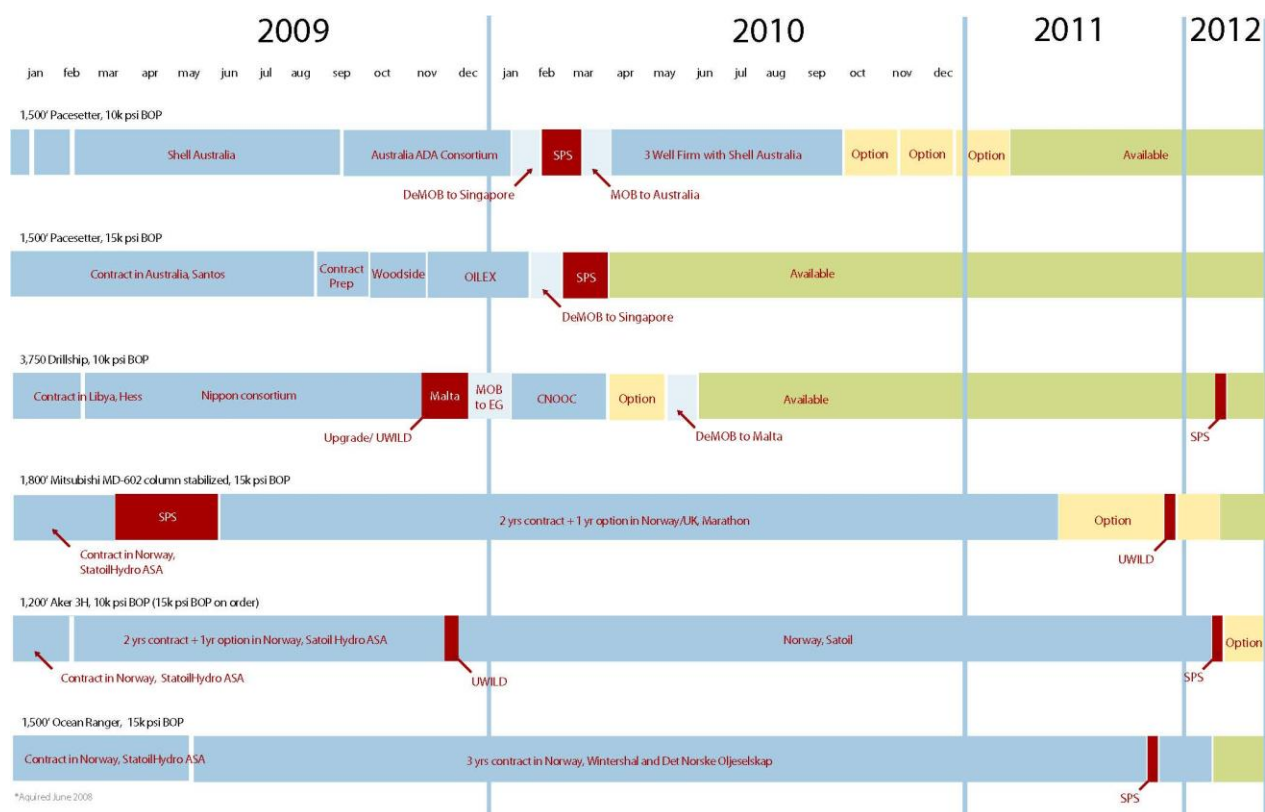 2009 2010 2011 2012
jan feb mar apr may jun jul aug sep oct nov dec jan feb mar apr may jun jul aug sep oct nov dec
1,500' Pacesetter, 10k psi BOP
Shell Australia Australia ADA Consortium SPS 3 Well Firm with Shell Australia Option Option Option Available
DeMOB to Singapore MOB to Australia
1,500' Pacesetter, 15k psi BOP
Contract in Australia, Santos Contract Prep Woodside OILEX SPS Available
DeMOB to Singapore
3,750 Drillship, 10k psi BOP
Contract in Libya, Hess Nippon consortium Malta MOB to EG CNOOC Option Available
Upgrade/ UWILD DeMOB to Malta SPS
1,800' Mitsubishi MD-602 column stabilized, 15k psi BOP
SPS 2 yrs contract + 1 yr option in Norway/UK, Marathon Option
Contract in Norway, UWILD
StatoilHydro ASA
1,200' Aker 3H, 10k psi BOP (15k psi BOP on order)
2 yrs contract + 1yr option in Norway, Satoil Hydro ASA Norway, Satoil Option
Contract in Norway, StatoilHydro ASA UWILD SPS
1,500' Ocean Ranger, 15k psi BOP
Contract in Norway, StatoilHydro ASA 3 yrs contract in Norway, Wintershal and Det Norske Oljeselskap
SPS
*Aquired June 2008